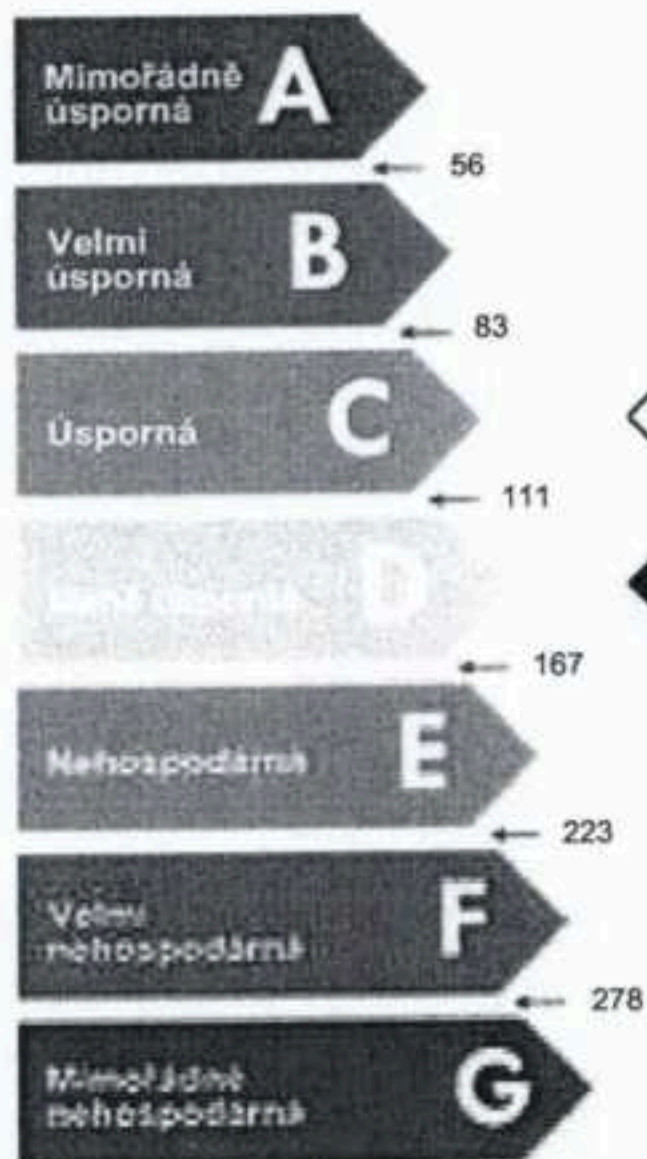 Mimořádně
úsporná A
56
Velmi
úsporná B
83
Úsporná C
111
D
167
Nehospodárná E
223
Velmi
nehospodárná F
278
Mimořádně
nehospodárná G